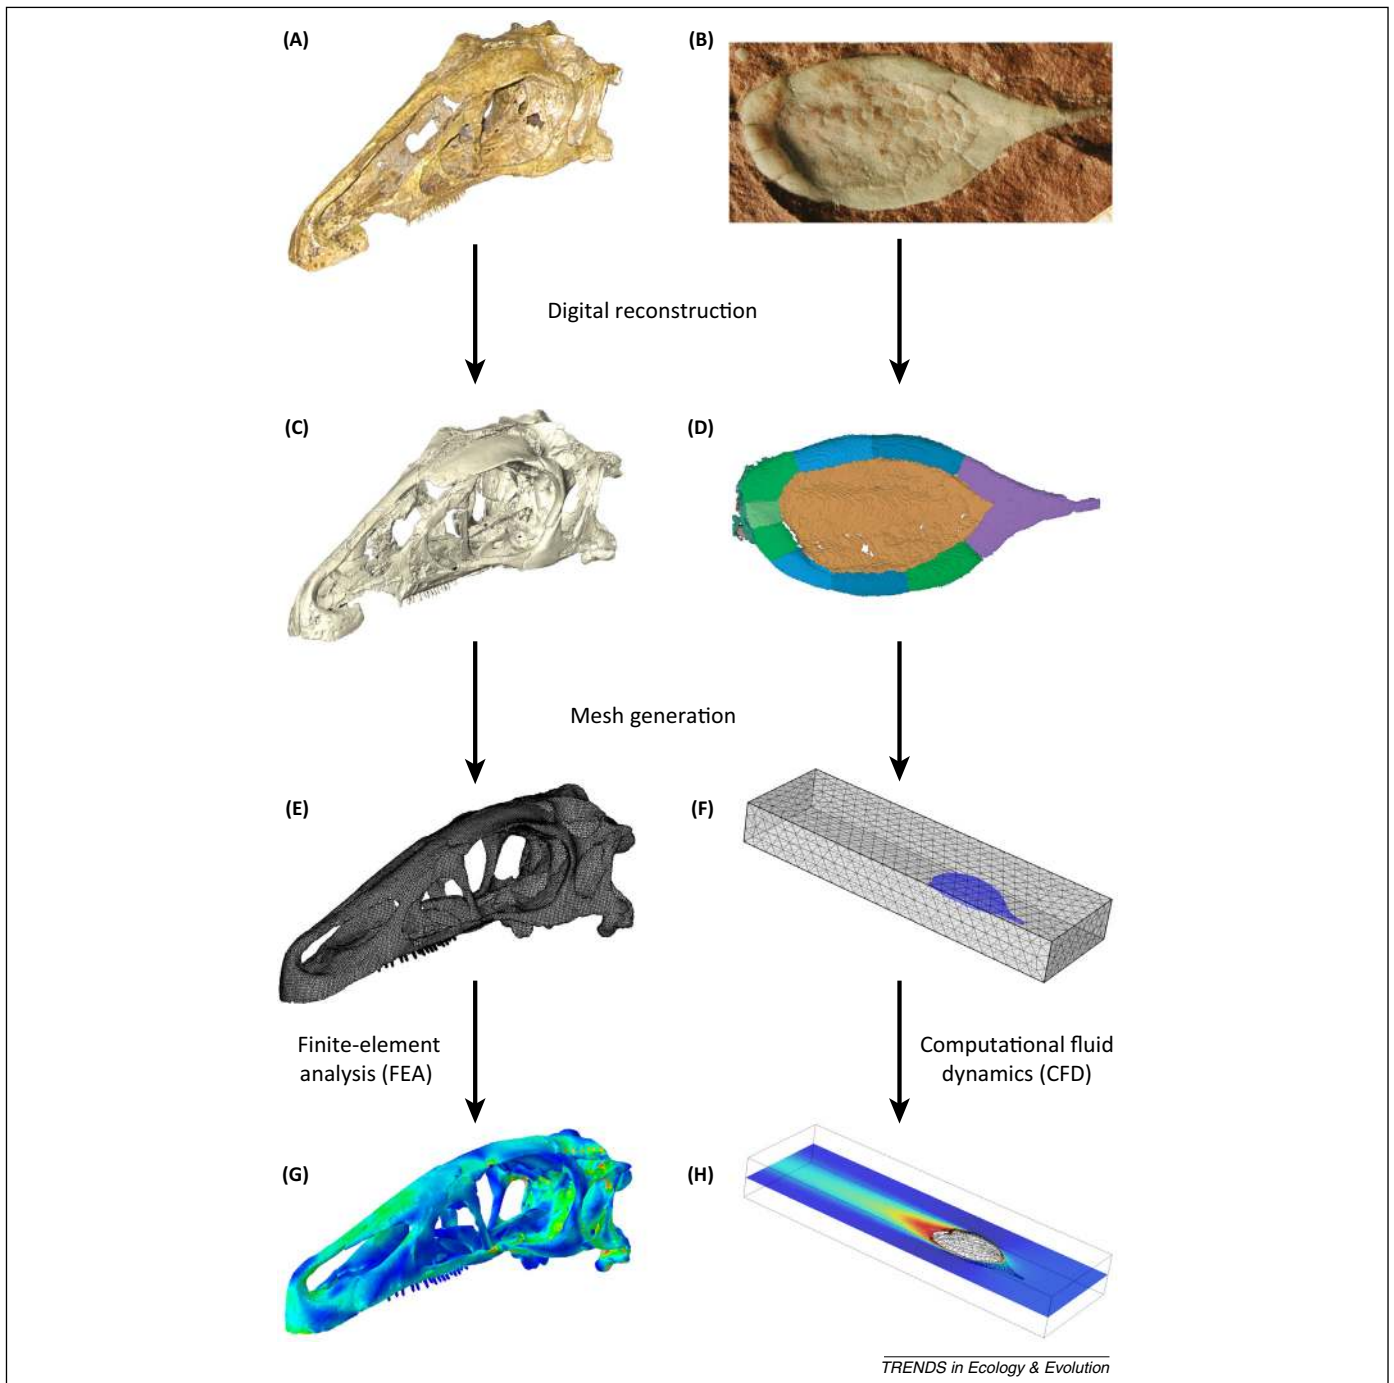 (A)
(B)
Digital reconstruction
(C)
(D)
Mesh generation
(E)
(F)
Finite-element
analysis (FEA)
Computational fluid
dynamics (CFD)
(G)
(H)
TRENDS in Ecology & Evolution